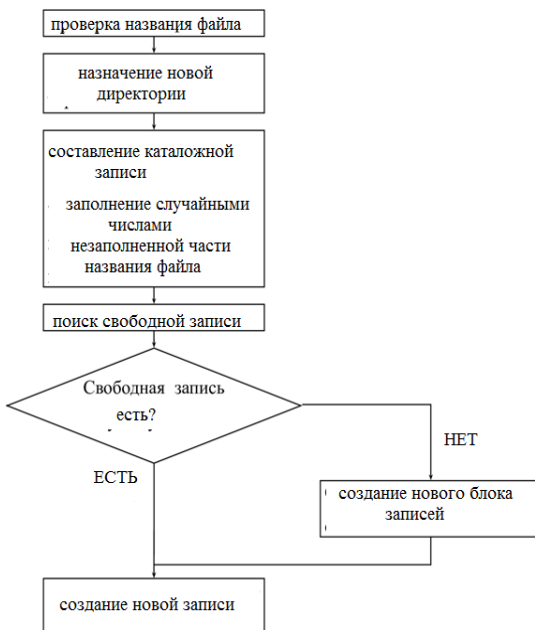 проверка названия файла
назначение новой
директории
составление каталожной
записи
заполнение случайными
числами
незаполненной части
названия файла
поиск свободной записи
Свободная запись
есть?
НЕТ
ЕСТЬ
создание нового блока
записей
создание новой записи